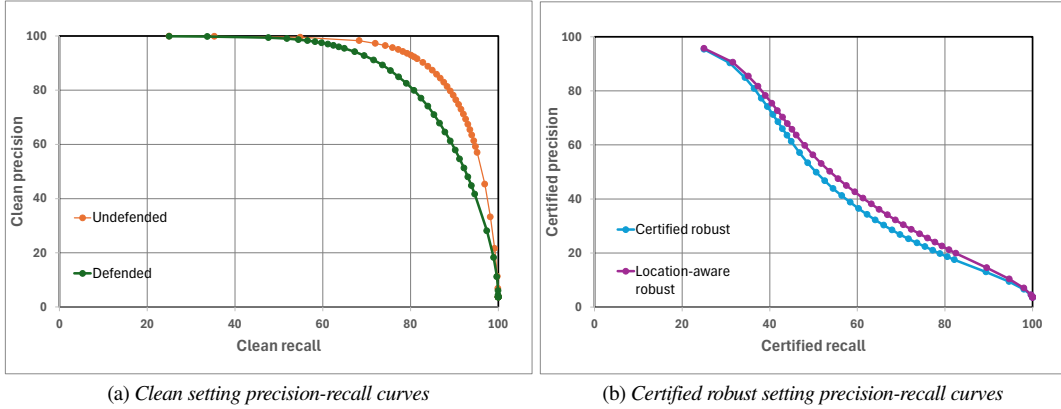 100
80
60
40
20
0
0
20
40
60
80
100
Clean precision
Clean recall
Undefended
Defended
(a) Clean setting precision-recall curves
100
80
60
40
20
0
0
20
40
60
80
100
Certified precision
Certified recall
Certified robust
Location-aware
robust
(b) Certified robust setting precision-recall curves